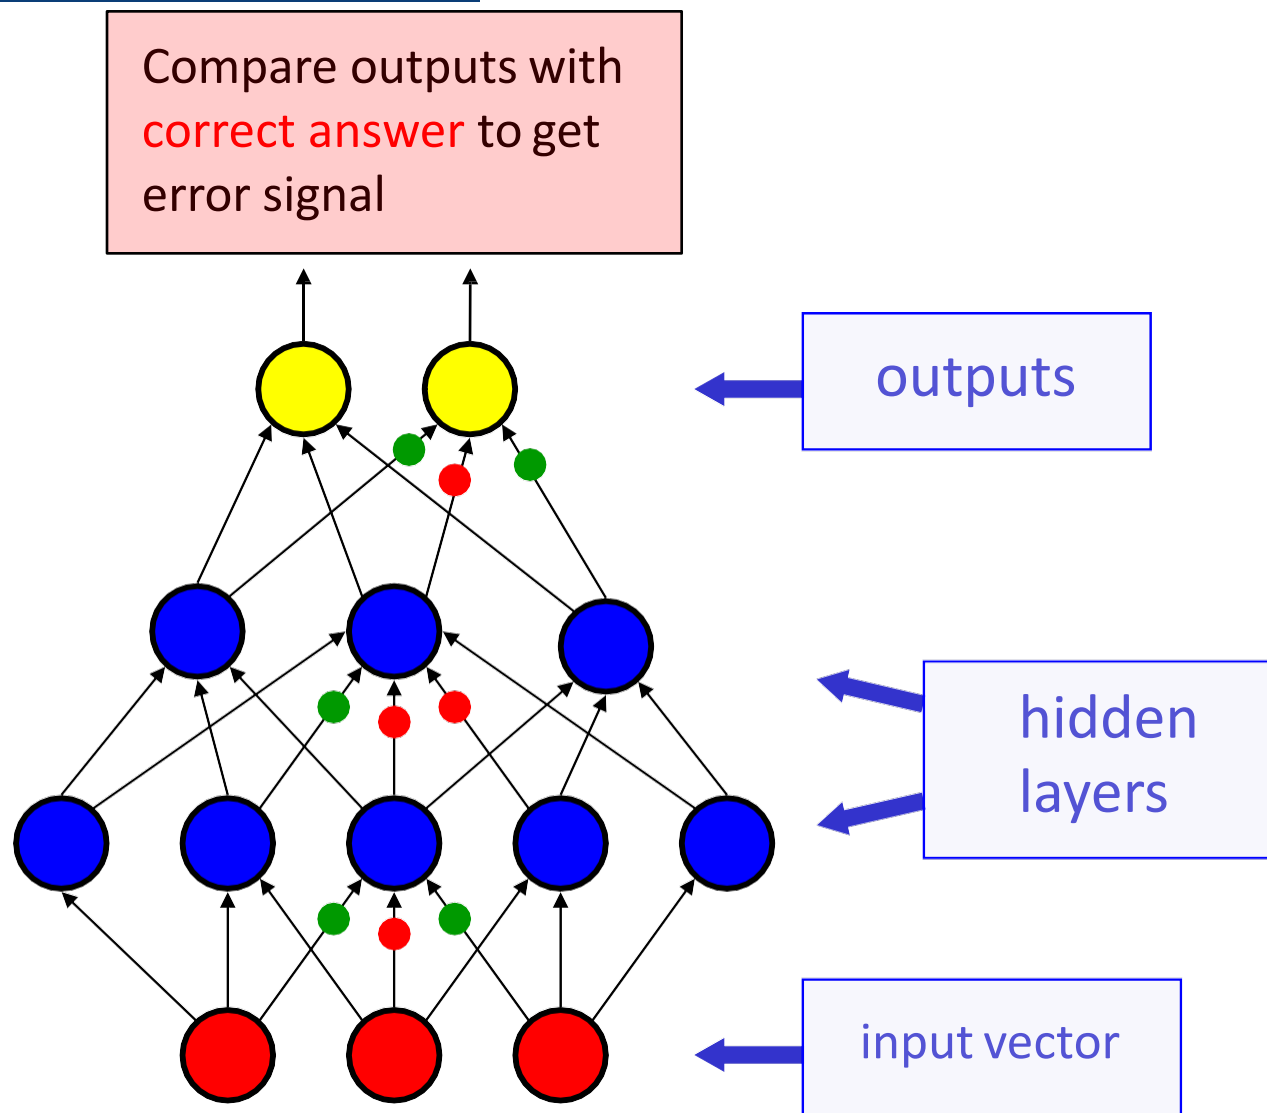 Compare outputs with
correct answer to get
error signal
outputs
hidden
layers
input vector